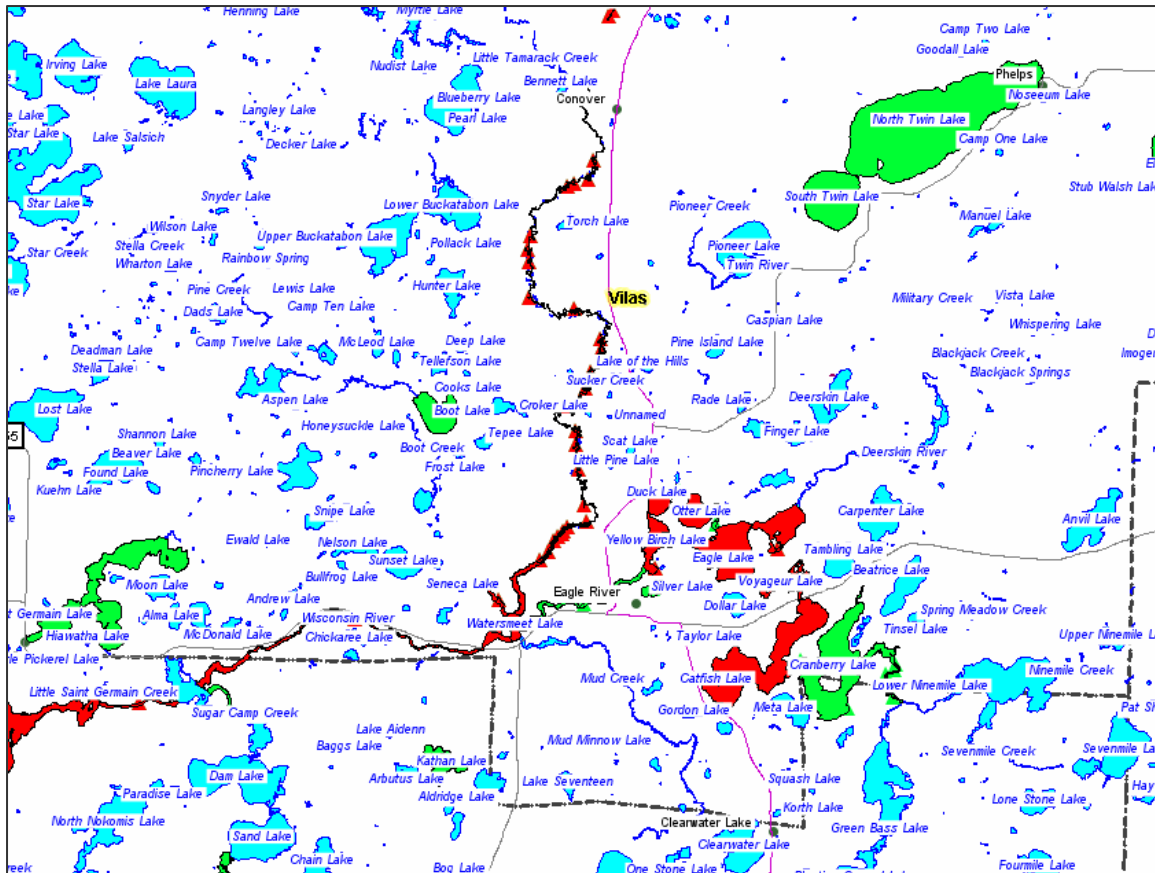 Henning Lake
Myrtle Lake
Camp Two Lake
Goodall Lake
Irving Lake
Nudist Lake
Little Tamarack Creek
Bennett Lake
Phelps
Lake Laura
Blueberry Lake
Conover
Noseeum Lake
Langley Lake
Pearl Lake
North Twin Lake
Star Lake
Lake Salsich
Decker Lake
Camp One Lake
Stub Walsh Lake
Snyder Lake
Star Lake
Lower Buckatabon Lake
Pioneer Creek
South Twin Lake
Manuel Lake
Wilson Lake
Torch Lake
Stella Creek
Upper Buckatabon Lake
Pollack Lake
Pioneer Lake
Star Creek
Wharton Lake
Rainbow Spring
Twin River
Pine Creek
Lewis Lake
Hunter Lake
Vilas
Military Creek
Vista Lake
Dads Lake
Camp Ten Lake
Caspian Lake
Whispering Lake
Deadman Lake
Camp Twelve Lake
McLeod Lake
Deep Lake
Pine Island Lake
Blackjack Creek
Imogen
Stella Lake
Tellefson Lake
Lake of the Hills
Blackjack Springs
Cooks Lake
Sucker Creek
Lost Lake
Aspen Lake
Boot Lake
Croker Lake
Unnamed
Rade Lake
Deerskin Lake
Honeysuckle Lake
Shannon Lake
Tepee Lake
Scat Lake
Finger Lake
Beaver Lake
Boot Creek
Found Lake
Pincherry Lake
Frost Lake
Little Pine Lake
Deerskin River
Kuehn Lake
Duck Lake
Snipe Lake
Otter Lake
Carpenter Lake
Anvil Lake
Ewald Lake
Nelson Lake
Yellow Birch Lake
Sunset Lake
Eagle Lake
Tambling Lake
Bullfrog Lake
Beatrice Lake
Moon Lake
Seneca Lake
Eagle River
Silver Lake
Voyageur Lake
t Germain Lake
Alma Lake
Andrew Lake
Dollar Lake
Spring Meadow Creek
Hiawatha Lake
McDonald Lake
Wisconsin River
Watersmeet Lake
Tinsel Lake
Chickaree Lake
Taylor Lake
Upper Ninemile L
le Pickerel Lake
Cranberry Lake
Ninemile Creek
Little Saint Germain Creek
Mud Creek
Catfish Lake
Lower Ninemile Lake
Sugar Camp Creek
Gordon Lake
Meta Lake
Pat Sh
Lake Aidenn
Baggs Lake
Mud Minnow Lake
Sevenmile Creek
Sevenmile L
Kathan Lake
Dam Lake
Arbutus Lake
Lake Seventeen
Squash Lake
Hay
Paradise Lake
Aldridge Lake
Korth Lake
Lone Stone Lake
North Nokomis Lake
Clearwater Lake
Green Bass Lake
Sand Lake
Clearwater Lake
Chain Lake
reek
Bog Lake
One Stone Lake
Fourmile Lake